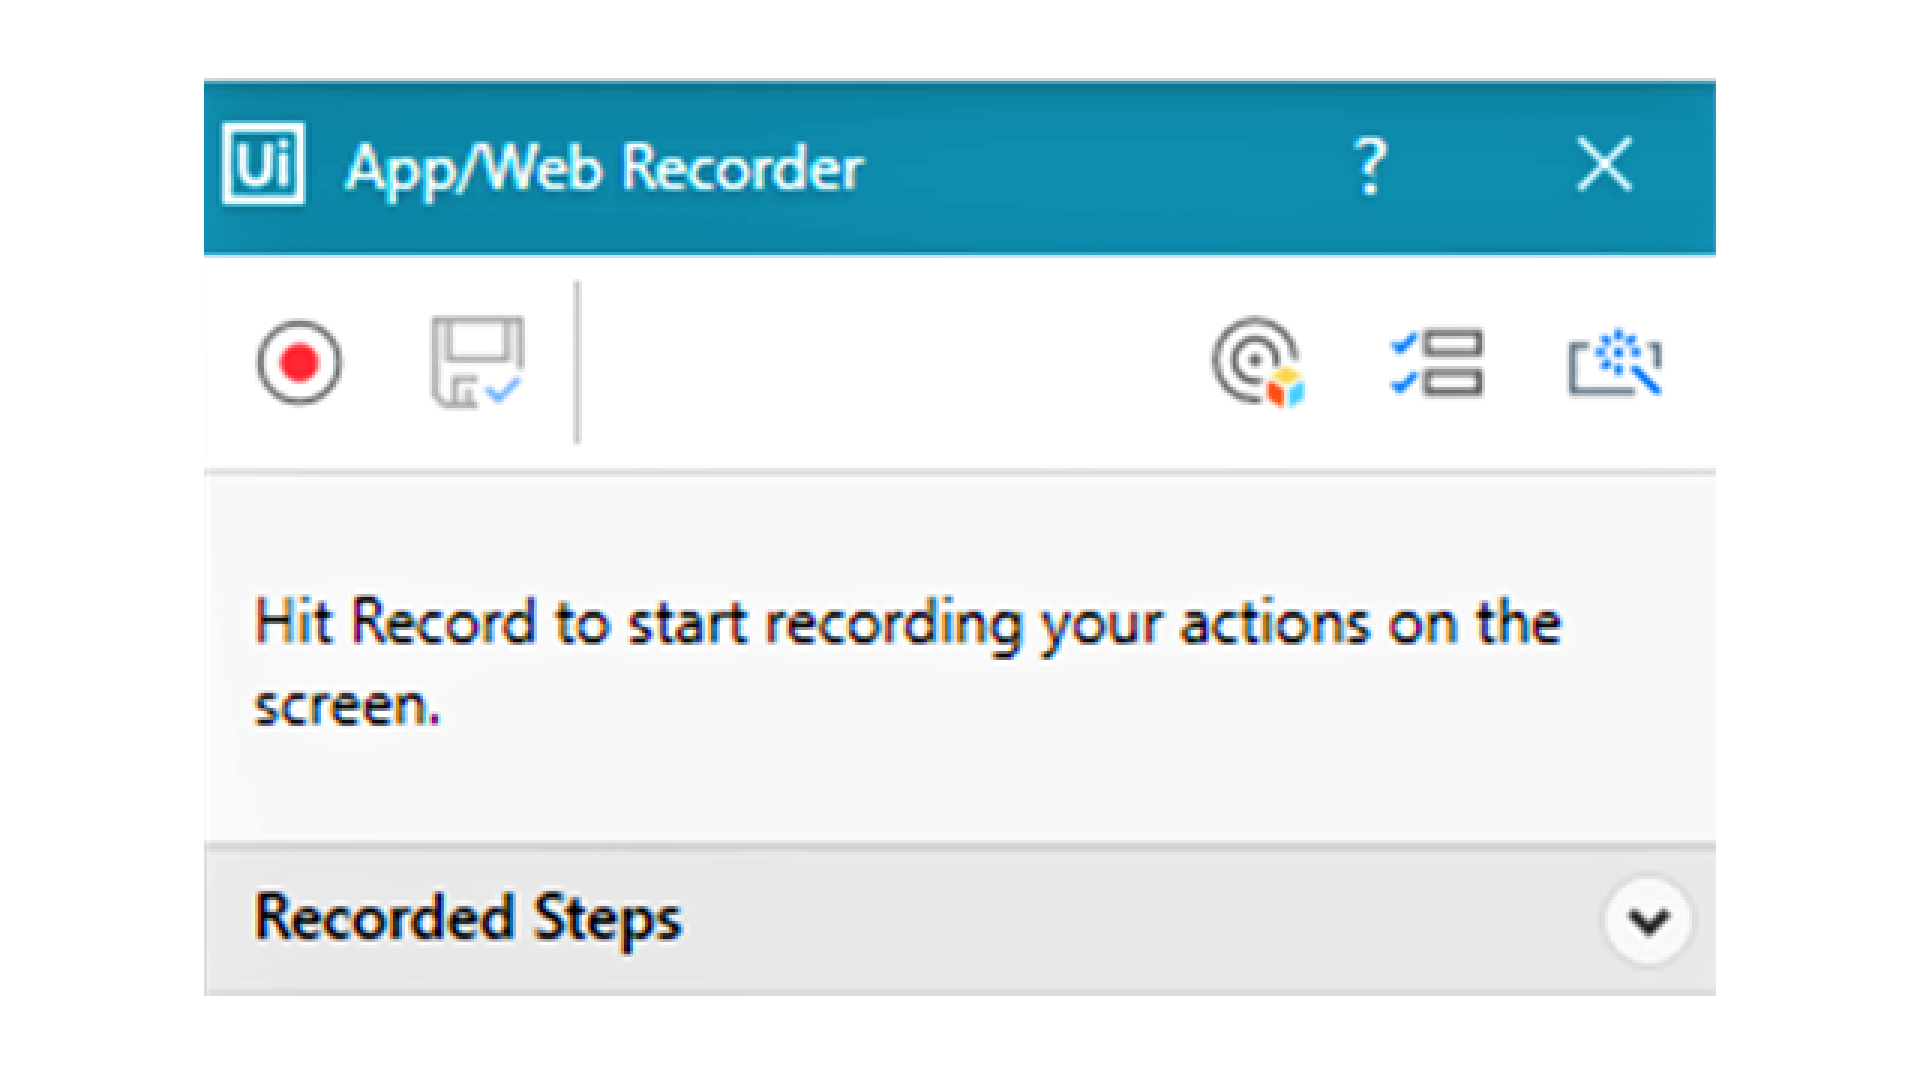 Ui App/Web Recorder ?
Hit Record to start recording your actions on the
screen.
Recorded Steps